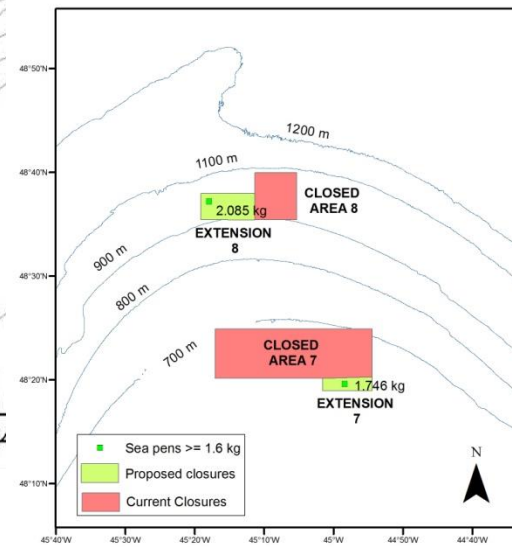 48°50'N
1200 m
48°40'N
1100 m
CLOSED
AREA 8
2.085 kg
EXTENSION
8
900 m
48°30'N
800 m
CLOSED
AREA 7
700 m
48°20'N
1.746 kg
EXTENSION
7
Sea pens >= 1.6 kg
Proposed closures
Current Closures
N
48°10'N
45°40'W 45°30'W 45°20'W 45°10'W 45°0'W 44°50'W 44°40'W